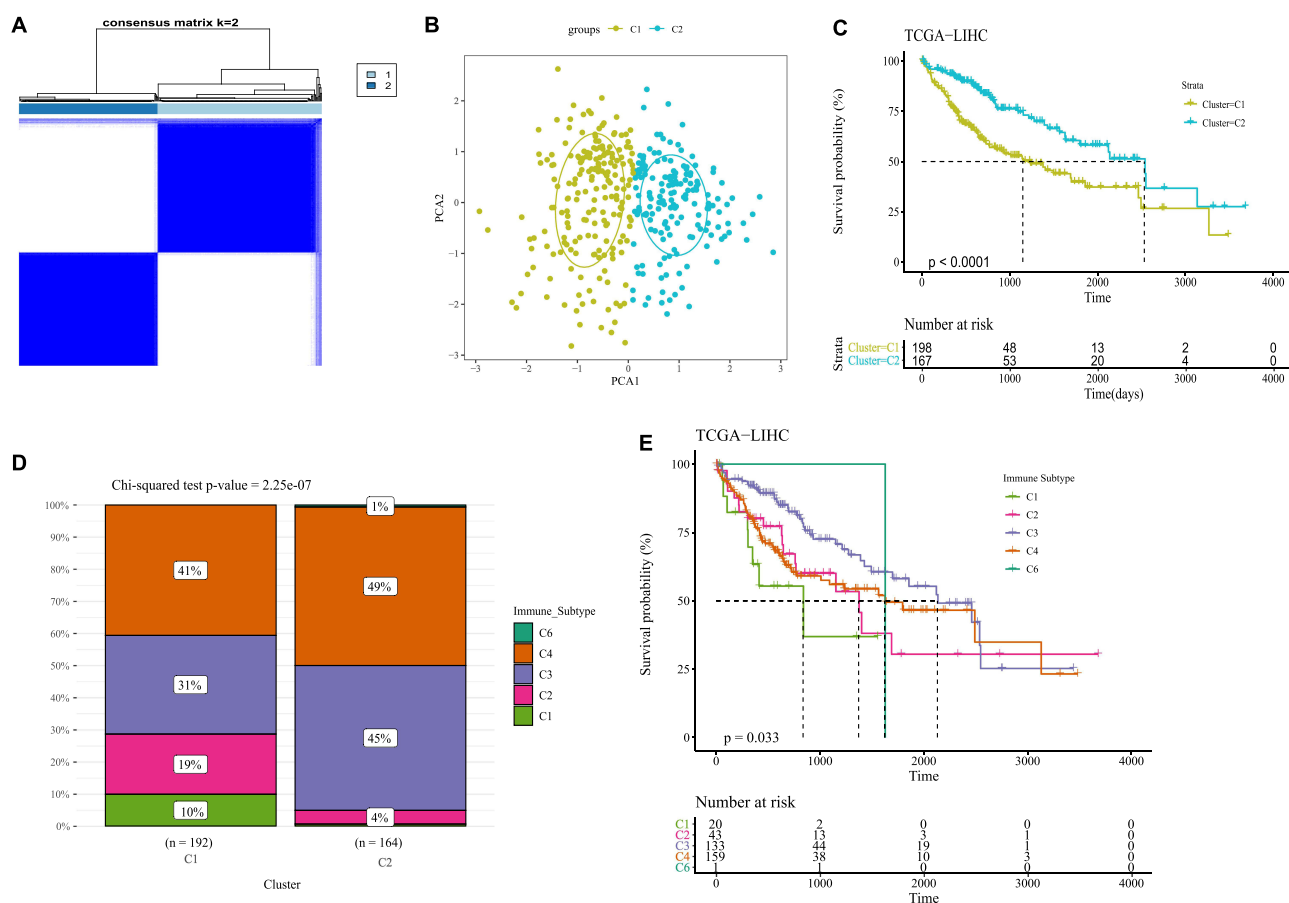 A
consensus matrix k=2
1
2
B
groups C1 C2
2
1
0
−1
−2
−3
PCA2
−3 −2 −1 0 1 2 3
PCA1
C
TCGA−LIHC
Survival probability (%)
100
75
50
25
0
p < 0.0001
0 1000 2000 3000 4000
Time
Strata
Cluster=C1
Cluster=C2
Number at risk
Strata
Cluster=C1 198 48 13 2 0
Cluster=C2 167 53 20 4 0
0 1000 2000 3000 4000
Time(days)
D
Chi-squared test p-value = 2.25e-07
100%
90%
80%
70%
60%
50%
40%
30%
20%
10%
0%
41%
31%
19%
10%
1%
49%
45%
4%
(n = 192) (n = 164)
C1 C2
Cluster
Immune_Subtype
C6
C4
C3
C2
C1
E
TCGA−LIHC
Survival probability (%)
100
75
50
25
0
p = 0.033
0 1000 2000 3000 4000
Time
Immune Subtype
C1
C2
C3
C4
C6
Number at risk
C1 20 2 0 0 0
C2 43 13 3 1 0
C3 133 44 19 1 0
C4 159 38 10 3 0
C6 1 1 0 0 0
0 1000 2000 3000 4000
Time